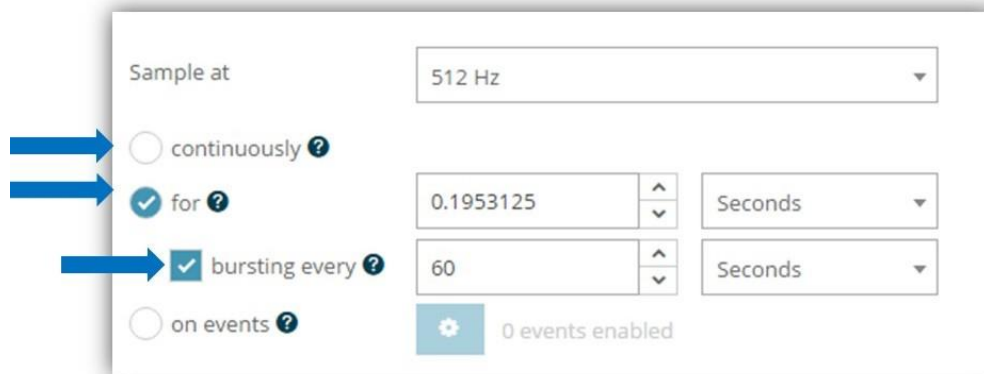 Sample at 512 Hz
continuously ?
for ? 0.1953125 Seconds
bursting every ? 60 Seconds
on events ? 0 events enabled